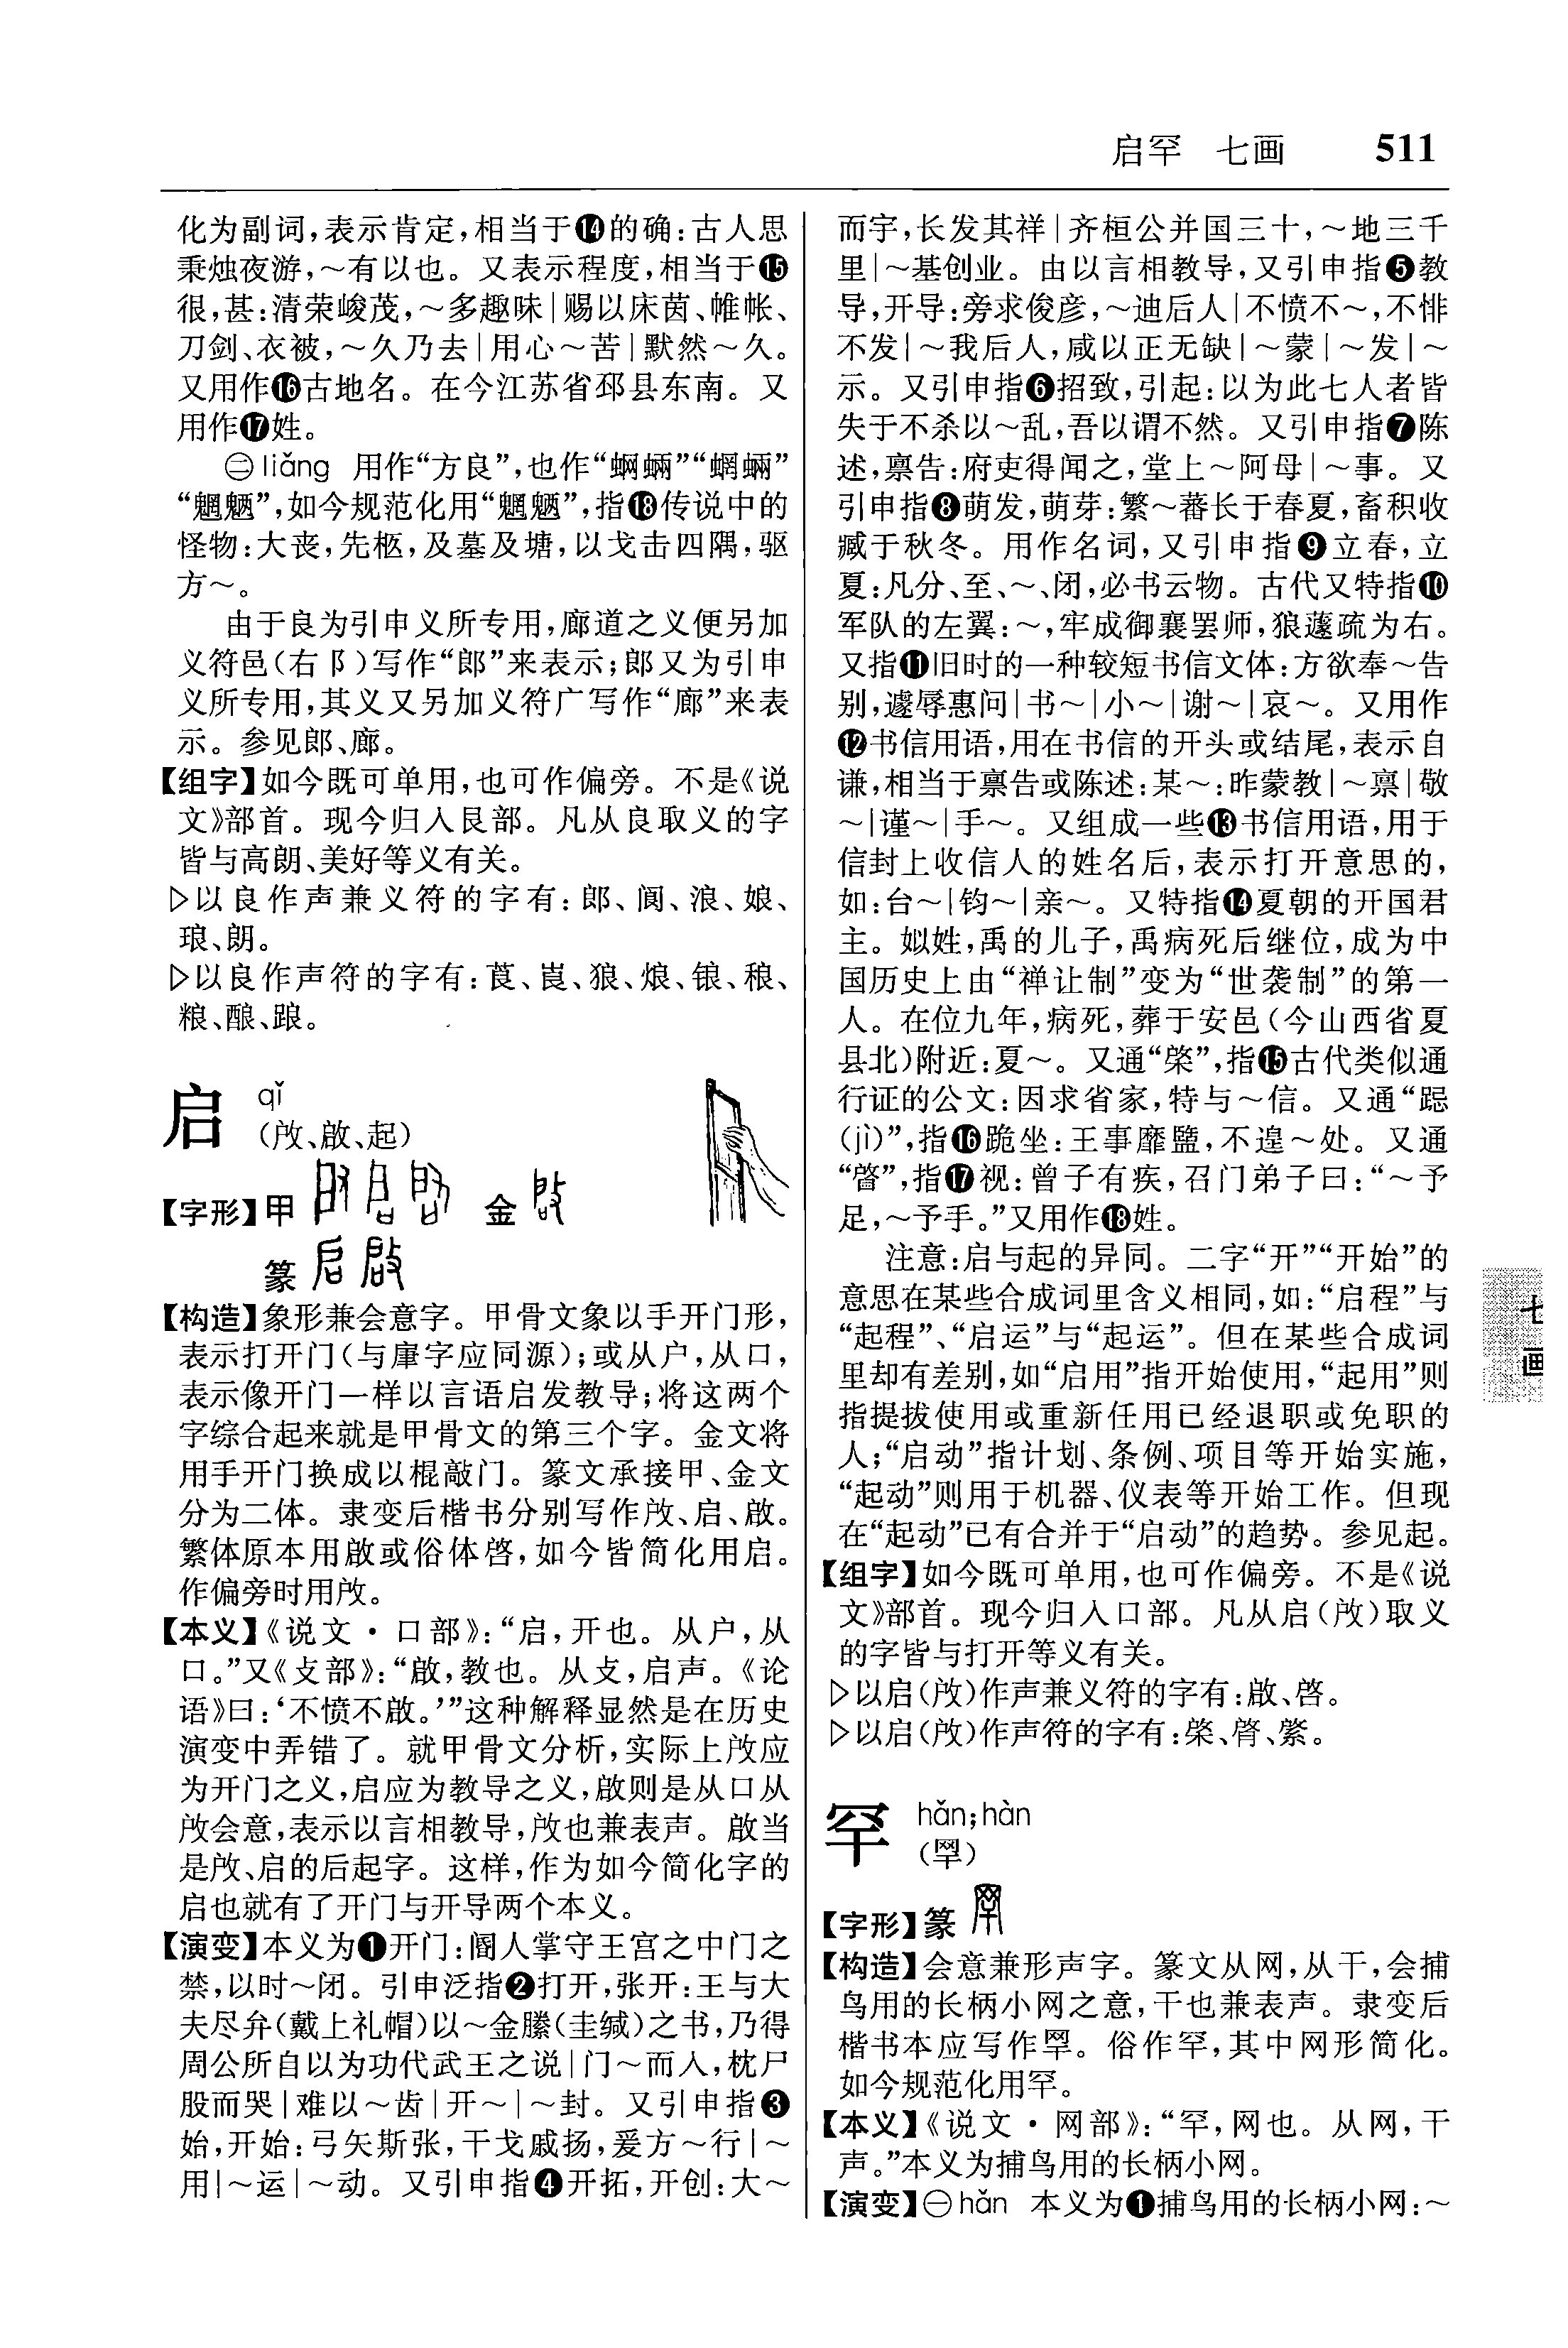 启罕　七画　511
化为副词,表示肯定,相当于⓮的确:古人思
秉烛夜游,～有以也。又表示程度,相当于⓯
很,甚:清荣峻茂,～多趣味|赐以床茵、帷帐、
刀剑、衣被,～久乃去|用心～苦|默然～久。
又用作⓰古地名。在今江苏省邳县东南。又
用作⓱姓。
㊁liǎng 用作“方良”,也作“蜽蜽”“蝄蜽”
“魍魉”,如今规范化用“魍魉”,指⓲传说中的
怪物:大丧,先柩,及墓及塘,以戈击四隅,驱
方～。
由于良为引申义所专用,廊道之义便另加
义符邑(右阝)写作“郎”来表示;郎又为引申
义所专用,其义又另加义符广写作“廊”来表
示。参见郎、廊。
【组字】如今既可单用,也可作偏旁。不是《说
文》部首。现今归入艮部。凡从良取义的字
皆与高朗、美好等义有关。
▷以良作声兼义符的字有:郎、阆、浪、娘、
琅、朗。
▷以良作声符的字有:莨、崀、狼、烺、锒、稂、
粮、酿、踉。
启 qǐ
(㪇、啟、起)
【字形】甲 金
篆
【构造】象形兼会意字。甲骨文象以手开门形,
表示打开门(与肁字应同源);或从户,从口,
表示像开门一样以言语启发教导;将这两个
字综合起来就是甲骨文的第三个字。金文将
用手开门换成以棍敲门。篆文承接甲、金文
分为二体。隶变后楷书分别写作㪇、启、啟。
繁体原本用啟或俗体啓,如今皆简化用启。
作偏旁时用㪇。
【本义】《说文·口部》:“启,开也。从户,从
口。”又《攴部》:“啟,教也。从攴,启声。《论
语》曰:‘不愤不啟。’”这种解释显然是在历史
演变中弄错了。就甲骨文分析,实际上㪇应
为开门之义,启应为教导之义,啟则是从口从
㪇会意,表示以言相教导,㪇也兼表声。啟当
是㪇、启的后起字。这样,作为如今简化字的
启也就有了开门与开导两个本义。
【演变】本义为❶开门:阍人掌守王宫之中门之
禁,以时～闭。引申泛指❷打开,张开:王与大
夫尽弁(戴上礼帽)以～金縢(圭缄)之书,乃得
周公所自以为功代武王之说|门～而入,枕尸
股而哭|难以～齿|开～|～封。又引申指❸
始,开始:弓矢斯张,干戈戚扬,爰方～行|～
用|～运|～动。又引申指❹开拓,开创:大～
而宇,长发其祥|齐桓公并国三十,～地三千
里|～基创业。由以言相教导,又引申指❺教
导,开导:旁求俊彦,～迪后人|不愤不～,不悱
不发|～我后人,咸以正无缺|～蒙|～发|～
示。又引申指❻招致,引起:以为此七人者皆
失于不杀以～乱,吾以谓不然。又引申指❼陈
述,禀告:府吏得闻之,堂上～阿母|～事。又
引申指❽萌发,萌芽:繁～蕃长于春夏,畜积收
臧于秋冬。用作名词,又引申指❾立春,立
夏:凡分、至、～、闭,必书云物。古代又特指❿
军队的左翼:～,牢成御襄罢师,狼蘧疏为右。
又指⓫旧时的一种较短书信文体:方欲奉～告
别,遽辱惠问|书～|小～|谢～|哀～。又用作
⓬书信用语,用在书信的开头或结尾,表示自
谦,相当于禀告或陈述:某～:昨蒙教|～禀|敬
～|谨～|手～。又组成一些⓭书信用语,用于
信封上收信人的姓名后,表示打开意思的,
如:台～|钧～|亲～。又特指⓮夏朝的开国君
主。姒姓,禹的儿子,禹病死后继位,成为中
国历史上由“禅让制”变为“世袭制”的第一
人。在位九年,病死,葬于安邑(今山西省夏
县北)附近:夏～。又通“棨”,指⓯古代类似通
行证的公文:因求省家,特与～信。又通“跽
(jì)”,指⓰跪坐:王事靡盬,不遑～处。又通
“晵”,指⓱视:曾子有疾,召门弟子曰:“～予
足,～予手。”又用作⓲姓。
注意:启与起的异同。二字“开”“开始”的
意思在某些合成词里含义相同,如:“启程”与
“起程”、“启运”与“起运”。但在某些合成词
里却有差别,如“启用”指开始使用,“起用”则
指提拔使用或重新任用已经退职或免职的
人;“启动”指计划、条例、项目等开始实施,
“起动”则用于机器、仪表等开始工作。但现
在“起动”已有合并于“启动”的趋势。参见起。
【组字】如今既可单用,也可作偏旁。不是《说
文》部首。现今归入口部。凡从启(㪇)取义
的字皆与打开等义有关。
▷以启(㪇)作声兼义符的字有:啟、啓。
▷以启(㪇)作声符的字有:棨、肾、綮。
罕 hǎn;hàn
(罕)
【字形】篆
【构造】会意兼形声字。篆文从网,从干,会捕
鸟用的长柄小网之意,干也兼表声。隶变后
楷书本应写作䍐。俗作罕,其中网形简化。
如今规范化用罕。
【本义】《说文·网部》:“罕,网也。从网,干
声。”本义为捕鸟用的长柄小网。
【演变】㊀hǎn 本义为❶捕鸟用的长柄小网:～
七画